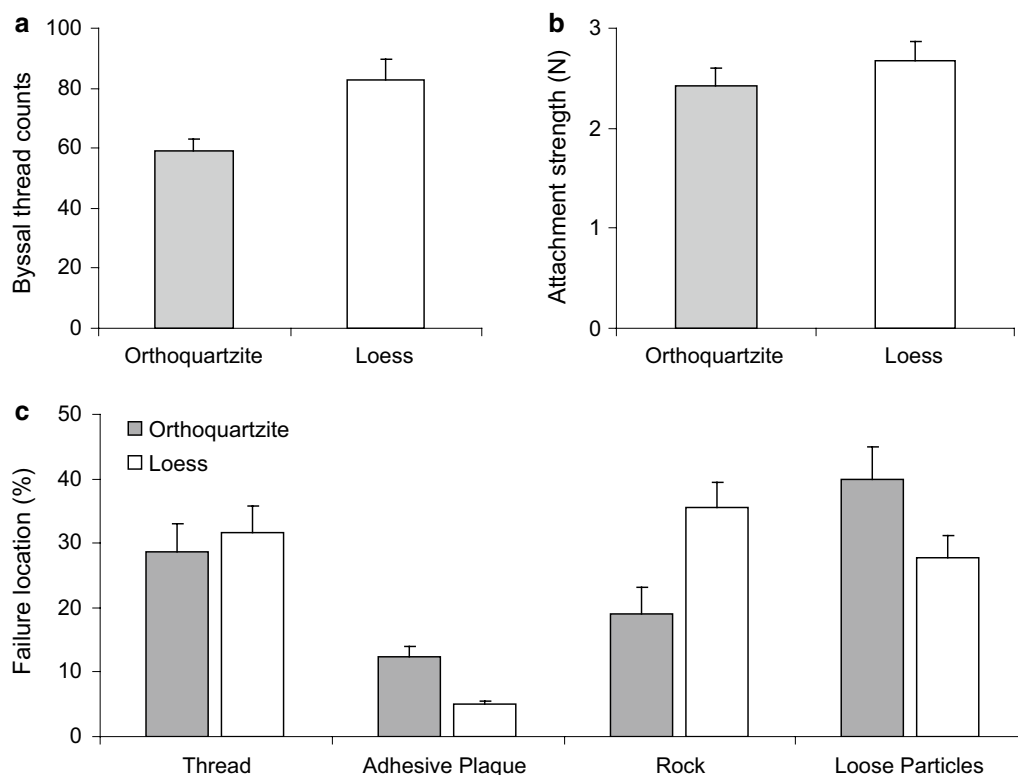 a
100
80
60
40
20
0
Byssal thread counts
Orthoquartzite
Loess
b
3
2
1
0
Attachment strength (N)
Orthoquartzite
Loess
c
50
40
30
20
10
0
Failure location (%)
Orthoquartzite
Loess
Thread
Adhesive Plaque
Rock
Loose Particles